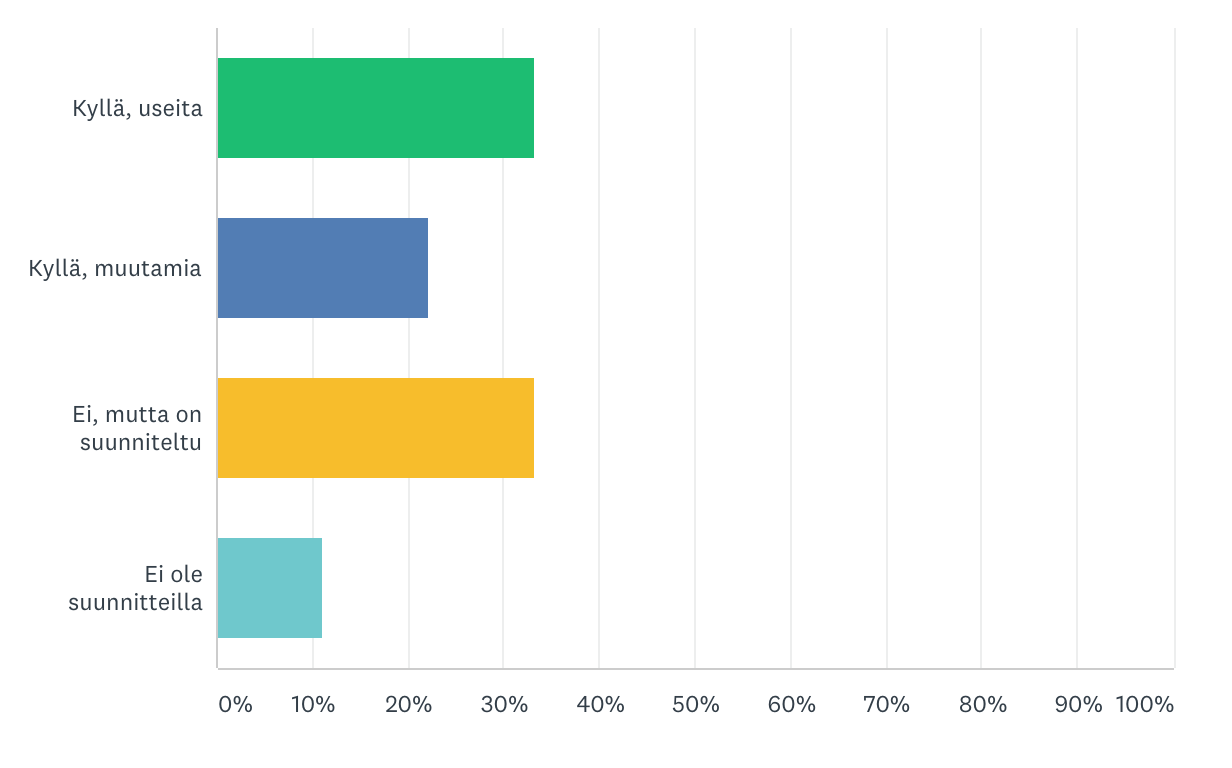 Kyllä, useita
Kyllä, muutamia
Ei, mutta on
suunniteltu
Ei ole
suunnitteilla
0% 10% 20% 30% 40% 50% 60% 70% 80% 90% 100%